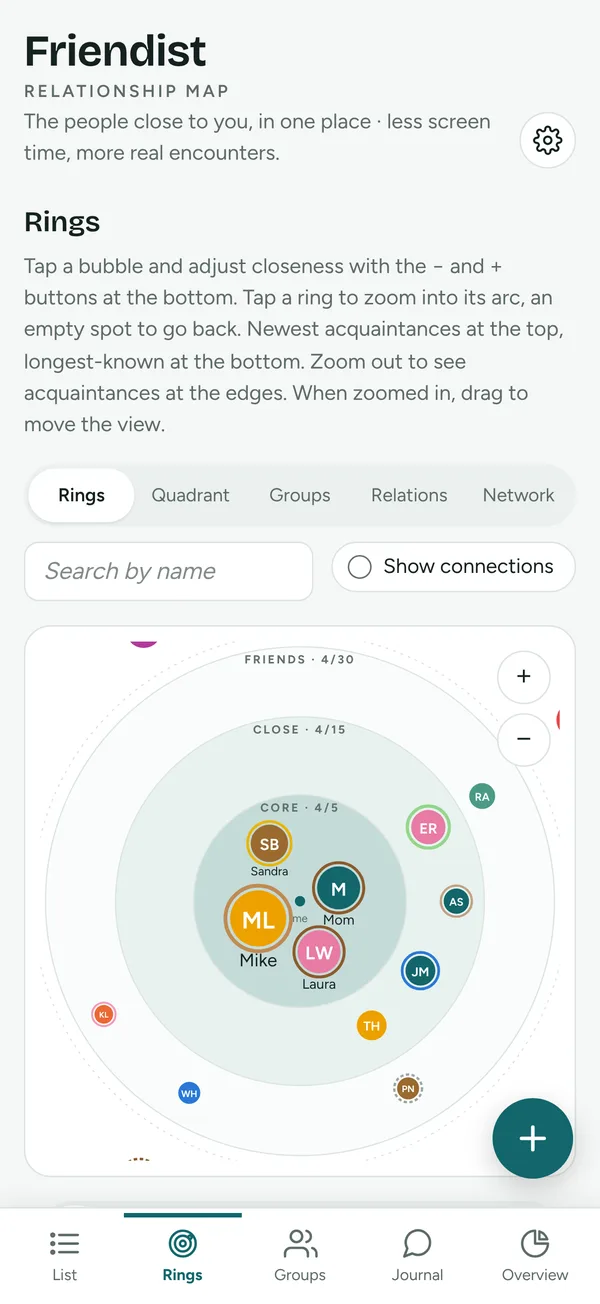 Friendist
RELATIONSHIP MAP
The people close to you, in one place · less screen
time, more real encounters.
Rings
Tap a bubble and adjust closeness with the − and +
buttons at the bottom. Tap a ring to zoom into its arc, an
empty spot to go back. Newest acquaintances at the top,
longest-known at the bottom. Zoom out to see
acquaintances at the edges. When zoomed in, drag to
move the view.
Rings Quadrant Groups Relations Network
Search by name
Show connections
FRIENDS · 4/30
+
CLOSE · 4/15
−
RA
CORE · 4/5
ER
SB
Sandra
M
Mom
AS
me
ML
Mike
LW
Laura
JM
KL
TH
WH
PN
+
List Rings Groups Journal Overview